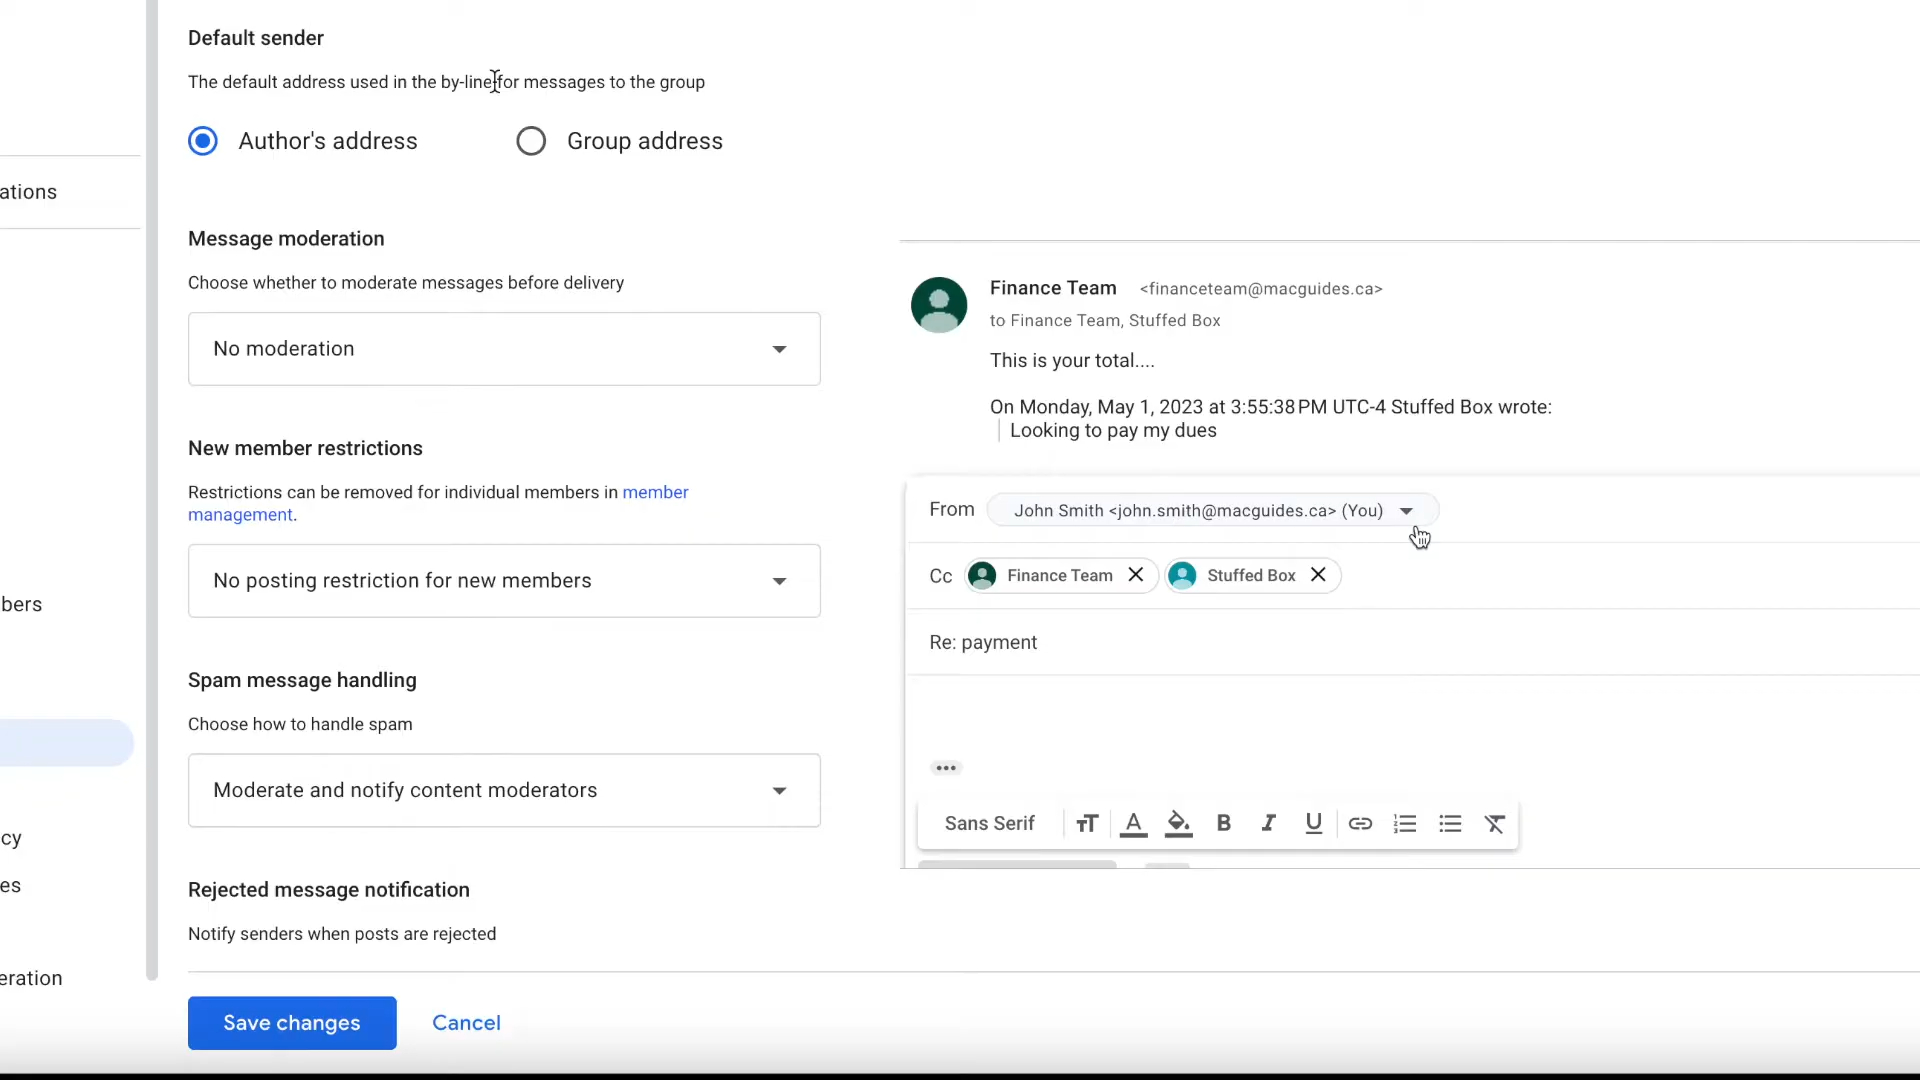 Default sender
The default address used in the by-line for messages to the group
Author's address Group address
ations
Message moderation
Choose whether to moderate messages before delivery
No moderation
New member restrictions
Restrictions can be removed for individual members in member
management.
No posting restriction for new members
bers
Spam message handling
Choose how to handle spam
Moderate and notify content moderators
cy
es
Rejected message notification
Notify senders when posts are rejected
eration
Save changes Cancel
Finance Team <financeteam@macguides.ca>
to Finance Team, Stuffed Box
This is your total....
On Monday, May 1, 2023 at 3:55:38 PM UTC-4 Stuffed Box wrote:
Looking to pay my dues
From John Smith <john.smith@macguides.ca> (You)
Cc Finance Team Stuffed Box
Re: payment
Sans Serif TT A B I U